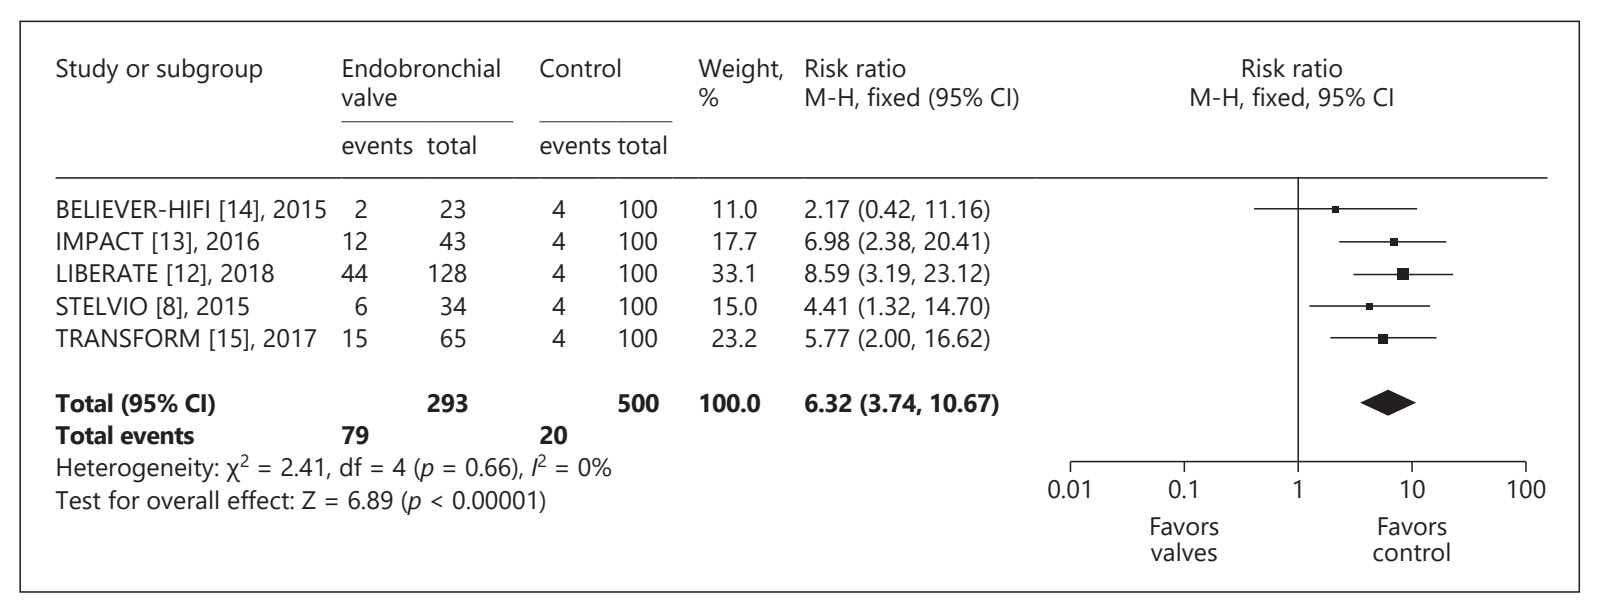 Study or subgroup Endobronchial Control Weight, Risk ratio Risk ratio
valve % M-H, fixed (95% CI) M-H, fixed, 95% CI
events total events total
BELIEVER-HIFI [14], 2015 2 23 4 100 11.0 2.17 (0.42, 11.16)
IMPACT [13], 2016 12 43 4 100 17.7 6.98 (2.38, 20.41)
LIBERATE [12], 2018 44 128 4 100 33.1 8.59 (3.19, 23.12)
STELVIO [8], 2015 6 34 4 100 15.0 4.41 (1.32, 14.70)
TRANSFORM [15], 2017 15 65 4 100 23.2 5.77 (2.00, 16.62)
Total (95% CI) 293 500 100.0 6.32 (3.74, 10.67)
Total events 79 20
Heterogeneity: χ² = 2.41, df = 4 (p = 0.66), I² = 0%
Test for overall effect: Z = 6.89 (p < 0.00001)
0.01 0.1 1 10 100
Favors Favors
valves control